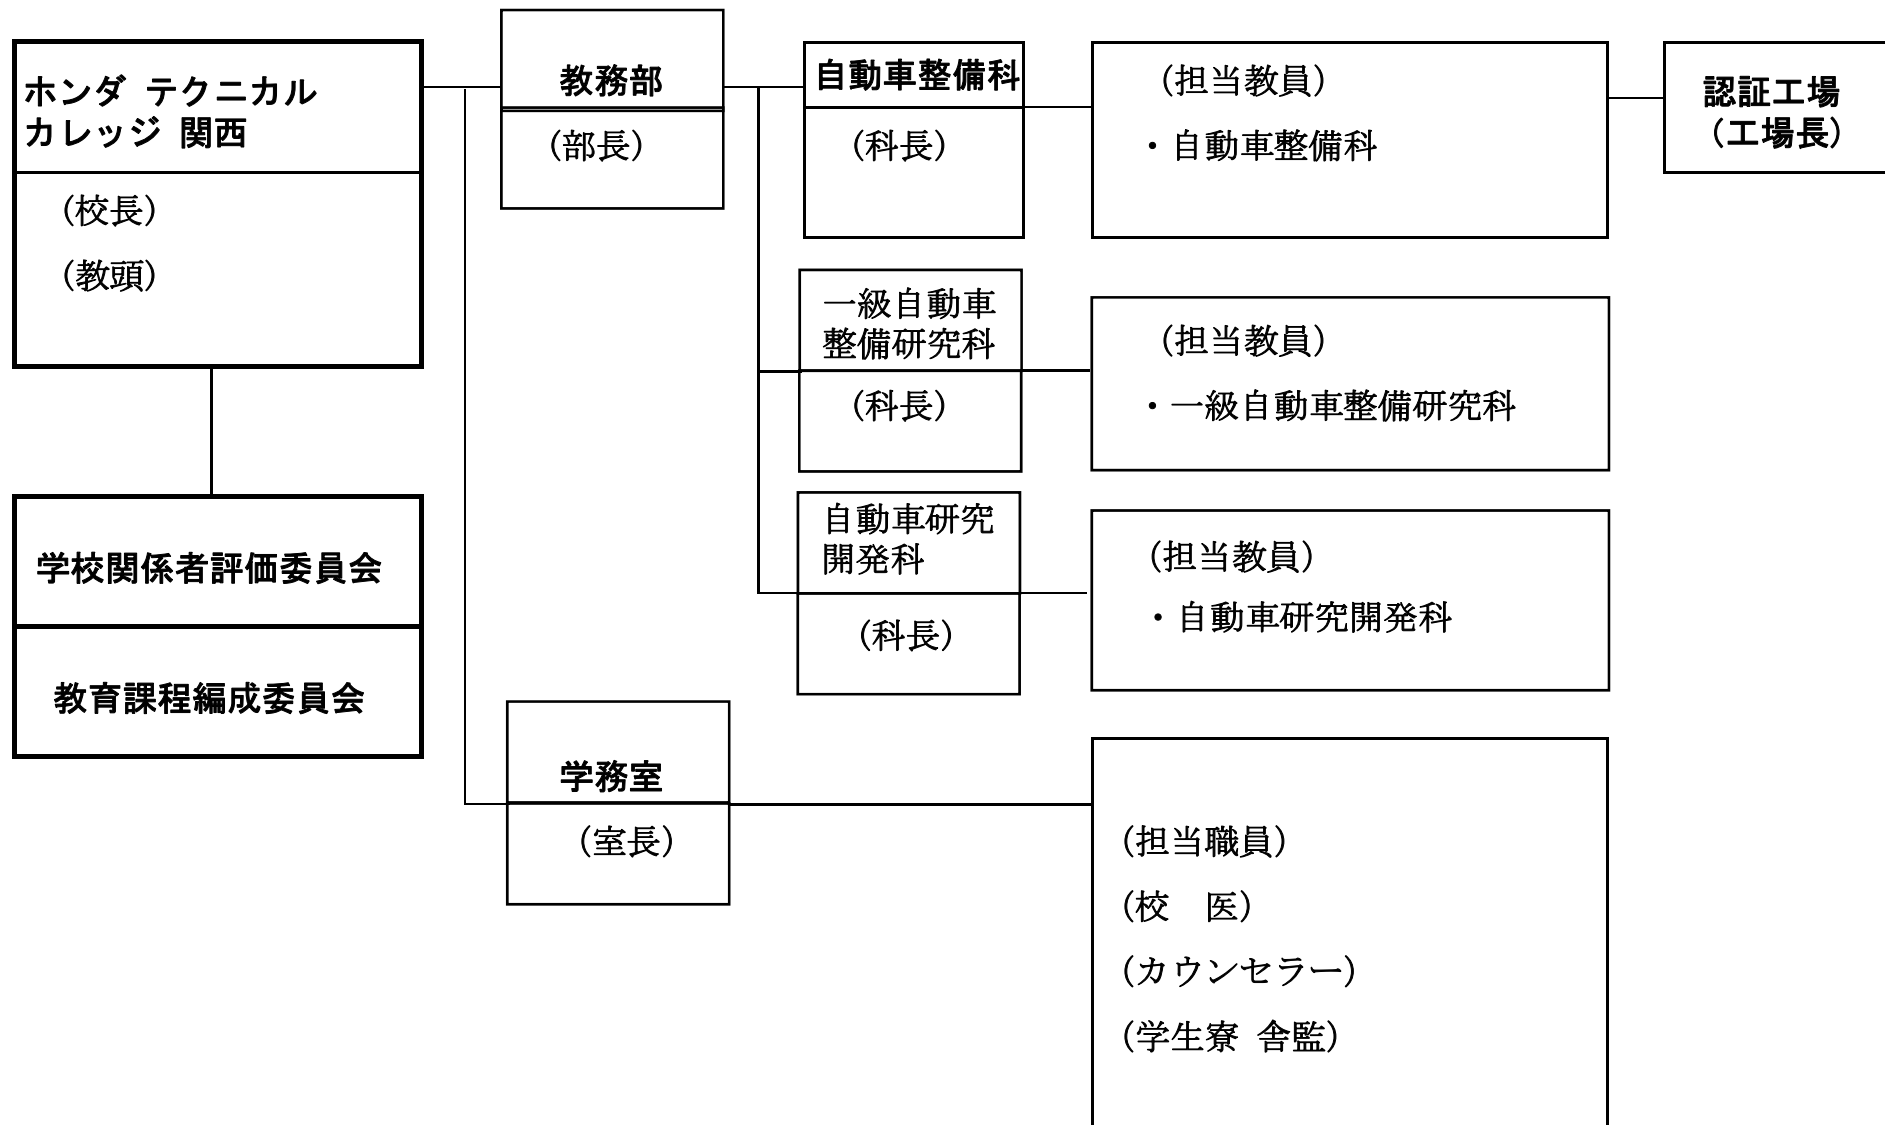 ホンダ テクニカル
カレッジ 関西
（校長）
（教頭）
学校関係者評価委員会
教育課程編成委員会
教務部
（部長）
学務室
（室長）
自動車整備科
（科長）
一級自動車
整備研究科
（科長）
自動車研究
開発科
（科長）
（担当教員）
・自動車整備科
（担当教員）
・一級自動車整備研究科
（担当教員）
・自動車研究開発科
（担当職員）
（校　医）
（カウンセラー）
（学生寮 舎監）
認証工場
（工場長）